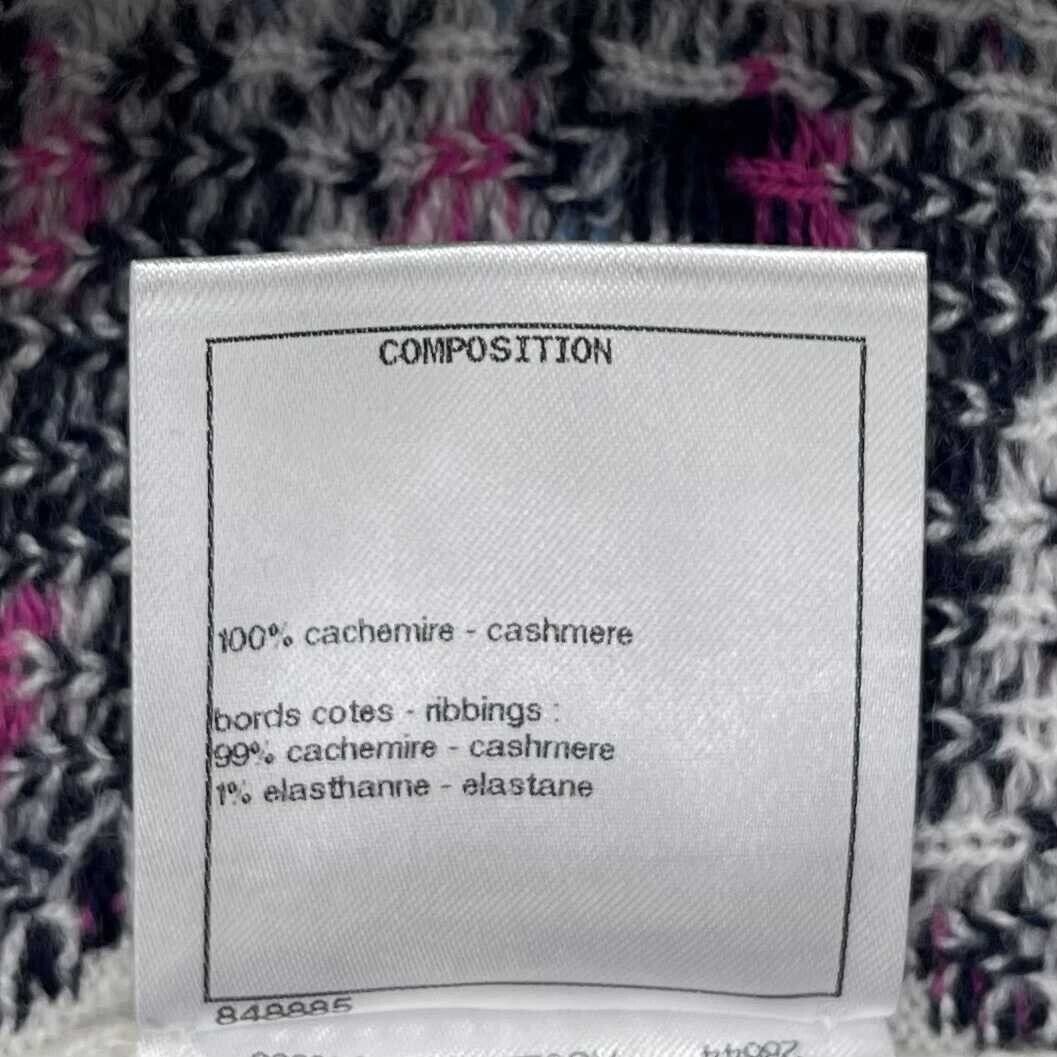 COMPOSITION
100% cachemire - cashmere
bords cotes - ribbings :
99% cachemire - cashmere
1% elasthanne - elastane
848885